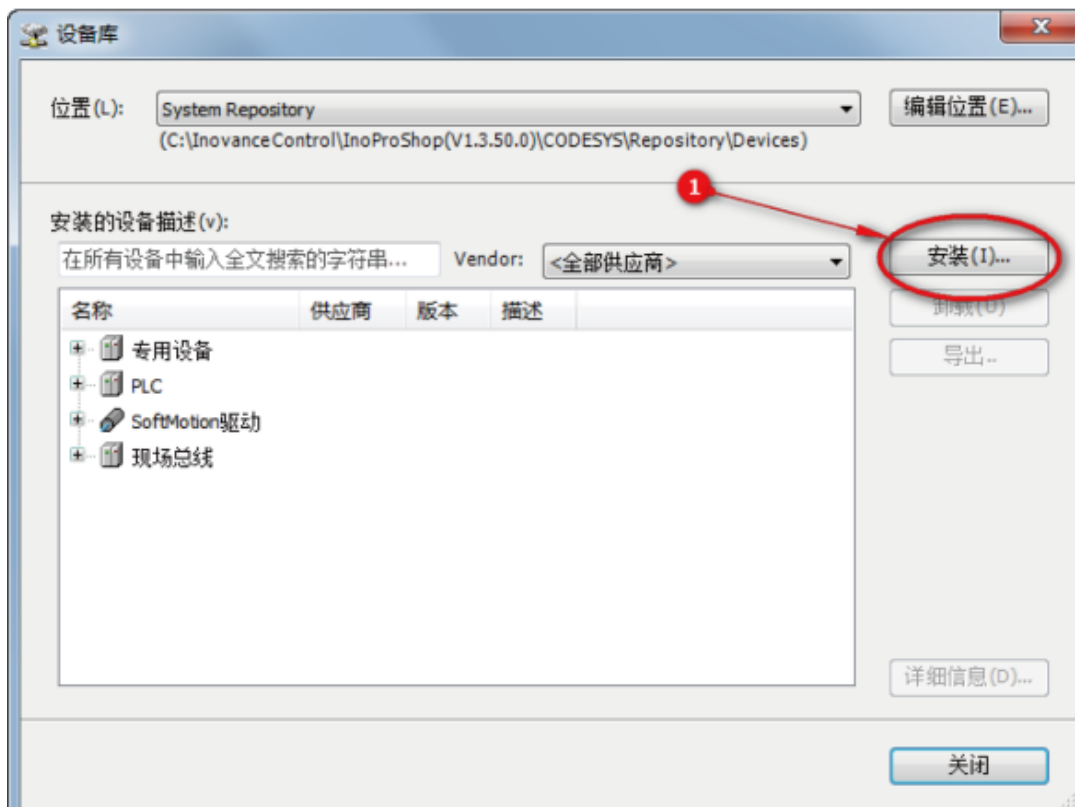 设备库
位置(L): System Repository 编辑位置(E)...
(C:\InovanceControl\InoProShop(V1.3.50.0)\CODESYS\Repository\Devices)
1
安装的设备描述(v):
在所有设备中输入全文搜索的字符串... Vendor: <全部供应商> 安装(I)...
名称 供应商 版本 描述 卸载(U)
专用设备 导出..
PLC
SoftMotion驱动
现场总线
详细信息(D)...
关闭